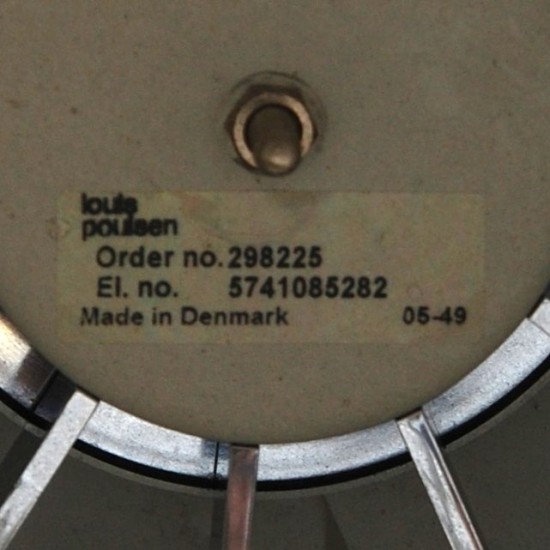 louis
poulsen
Order no. 298225
El. no. 5741085282
Made in Denmark 05-49